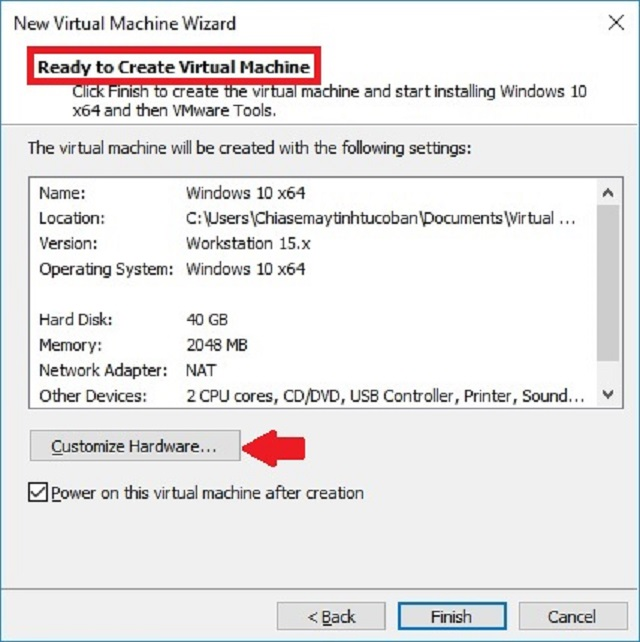 New Virtual Machine Wizard
Ready to Create Virtual Machine
Click Finish to create the virtual machine and start installing Windows 10
x64 and then VMware Tools.
The virtual machine will be created with the following settings:
Name: Windows 10 x64
Location: C:\Users\Chiasemaytinhtucoban\Documents\Virtual ...
Version: Workstation 15.x
Operating System: Windows 10 x64
Hard Disk: 40 GB
Memory: 2048 MB
Network Adapter: NAT
Other Devices: 2 CPU cores, CD/DVD, USB Controller, Printer, Sound...
Customize Hardware...
Power on this virtual machine after creation
< Back Finish Cancel